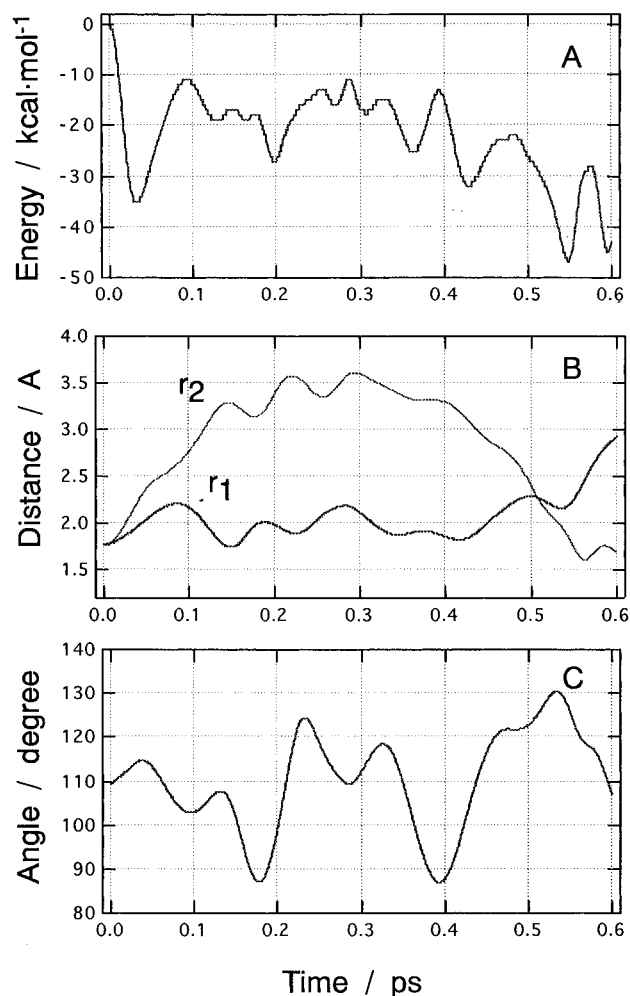 A
Energy / kcal·mol-1
0
-10
-20
-30
-40
-50
0.0 0.1 0.2 0.3 0.4 0.5 0.6
B
r2
r1
Distance / A
4.0
3.5
3.0
2.5
2.0
1.5
0.0 0.1 0.2 0.3 0.4 0.5 0.6
C
Angle / degree
140
130
120
110
100
90
80
0.0 0.1 0.2 0.3 0.4 0.5 0.6
Time / ps